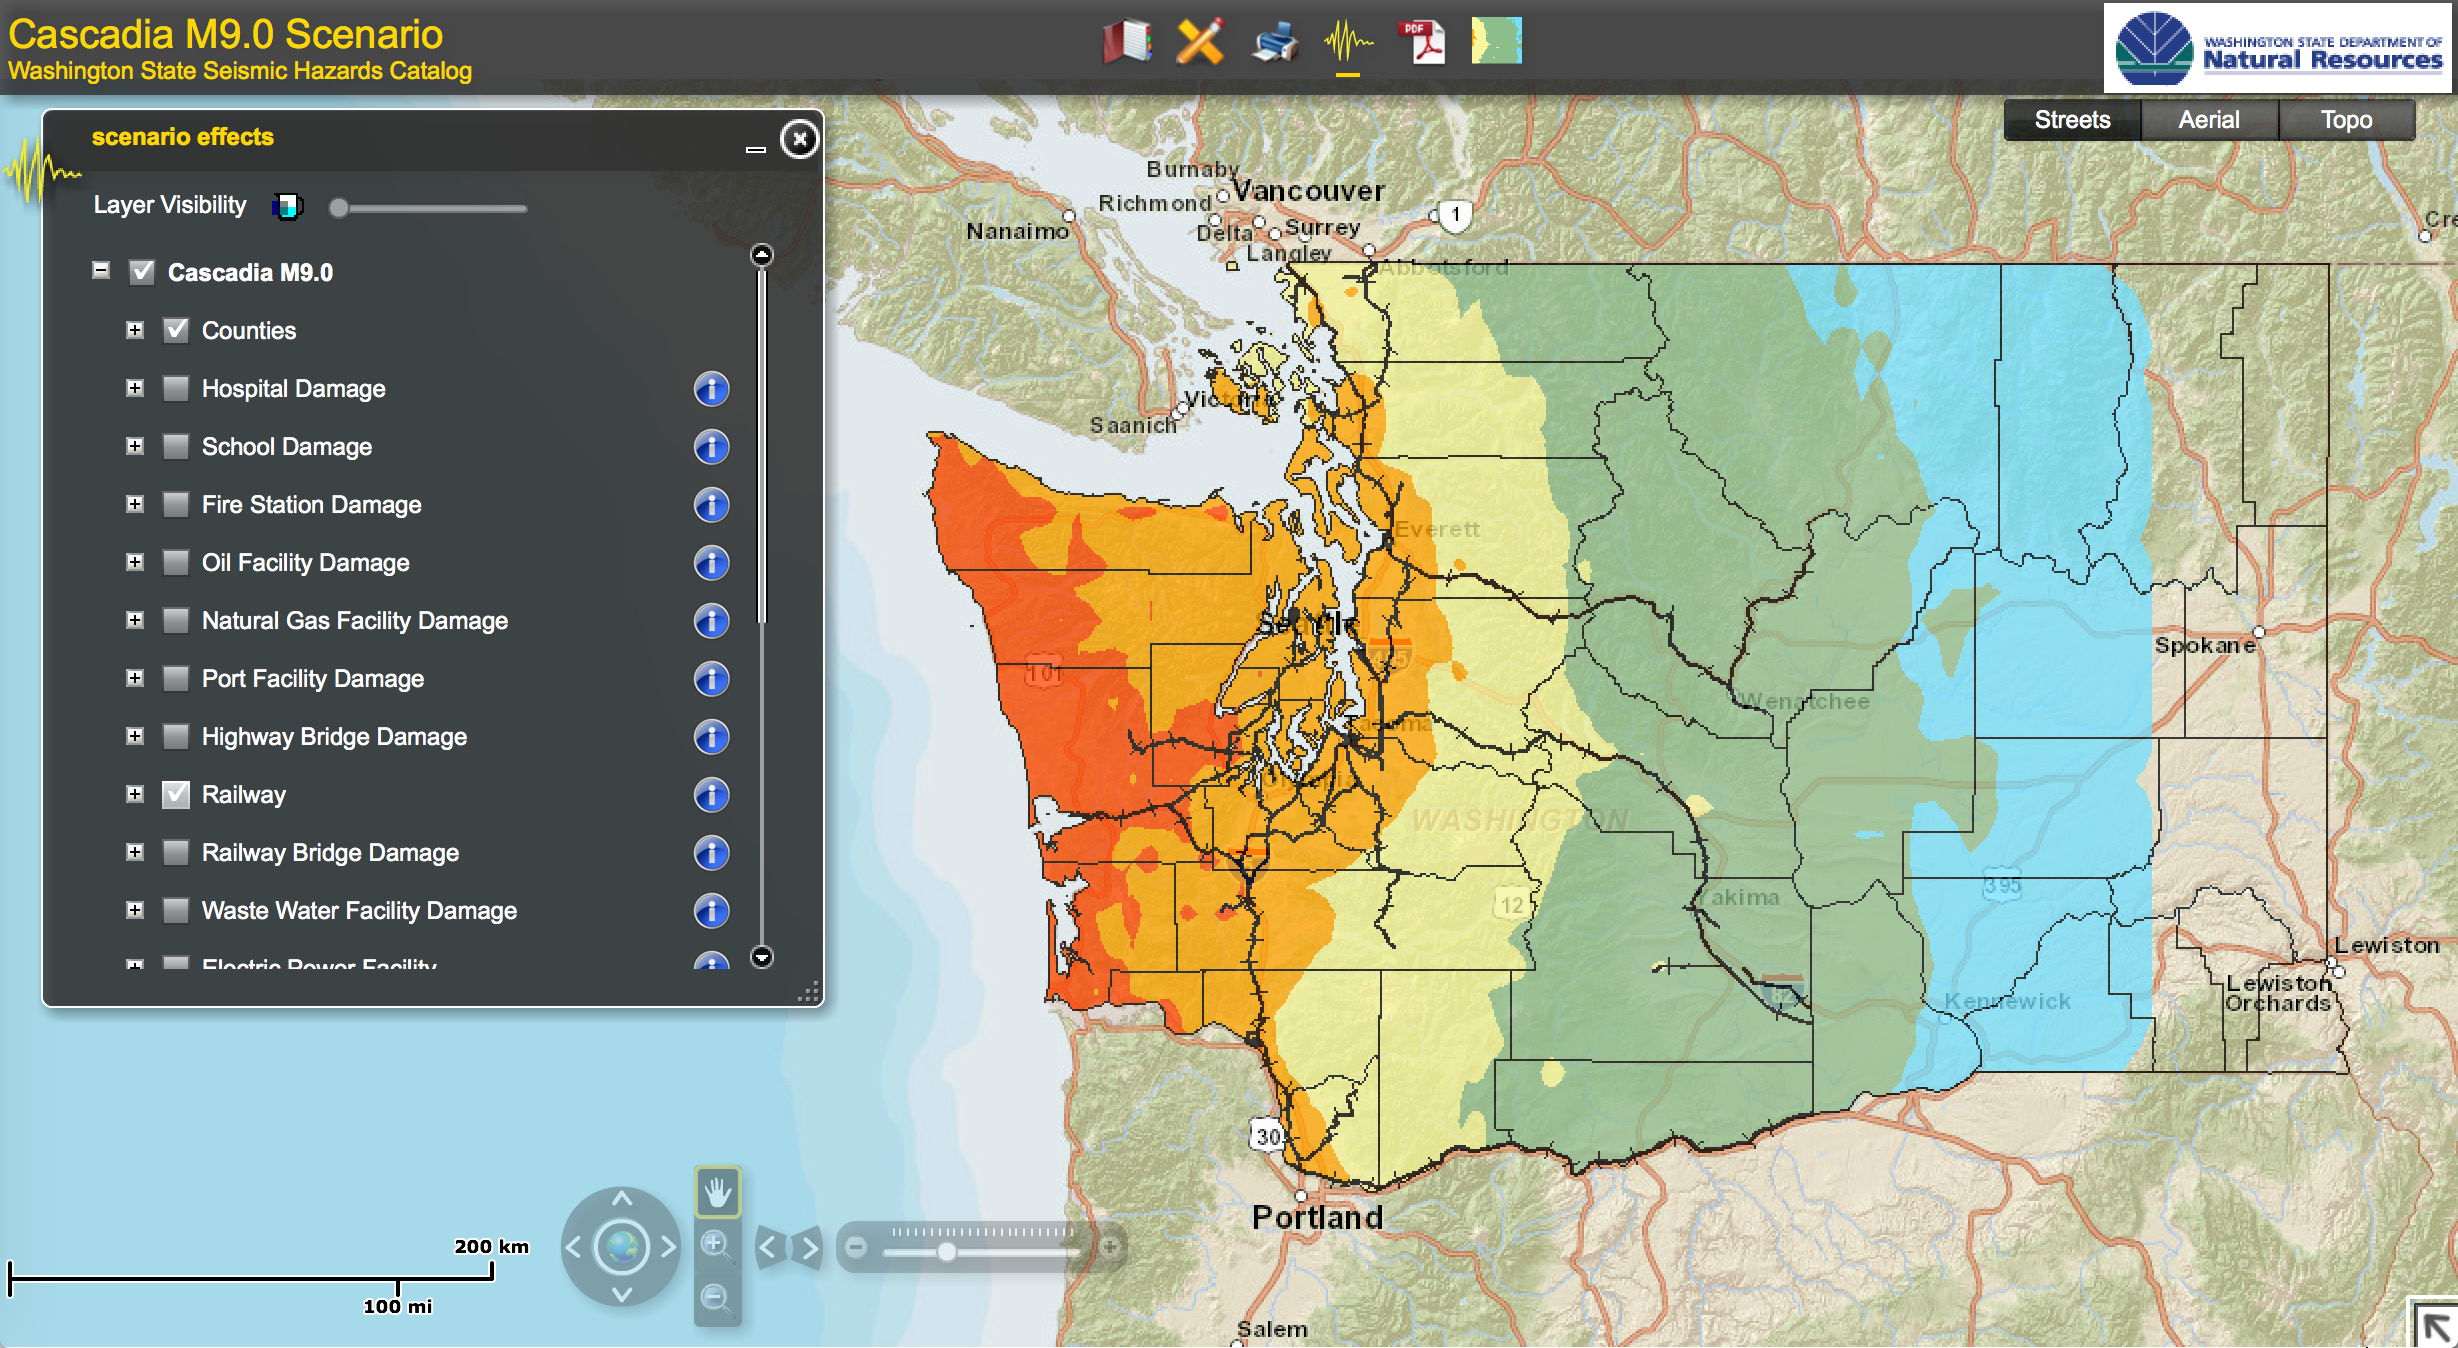 Cascadia M9.0 Scenario
Washington State Seismic Hazards Catalog
PDF
WASHINGTON STATE DEPARTMENT OF
Natural Resources
Streets
Aerial
Topo
scenario effects
Layer Visibility
Cascadia M9.0
Counties
Hospital Damage
School Damage
Fire Station Damage
Oil Facility Damage
Natural Gas Facility Damage
Port Facility Damage
Highway Bridge Damage
Railway
Railway Bridge Damage
Waste Water Facility Damage
Electric Power Facility
Burnaby
Vancouver
Richmond
1
Nanaimo
Delta
Surrey
Langley
Abbotsford
Cre
Victoria
Saanich
Everett
Seattle
101
405
Spokane
Wenatchee
Tacoma
Olympia
WASHINGTON
395
12
Yakima
Lewiston
82
Kennewick
Lewiston
Orchards
30
Portland
Salem
200 km
100 mi